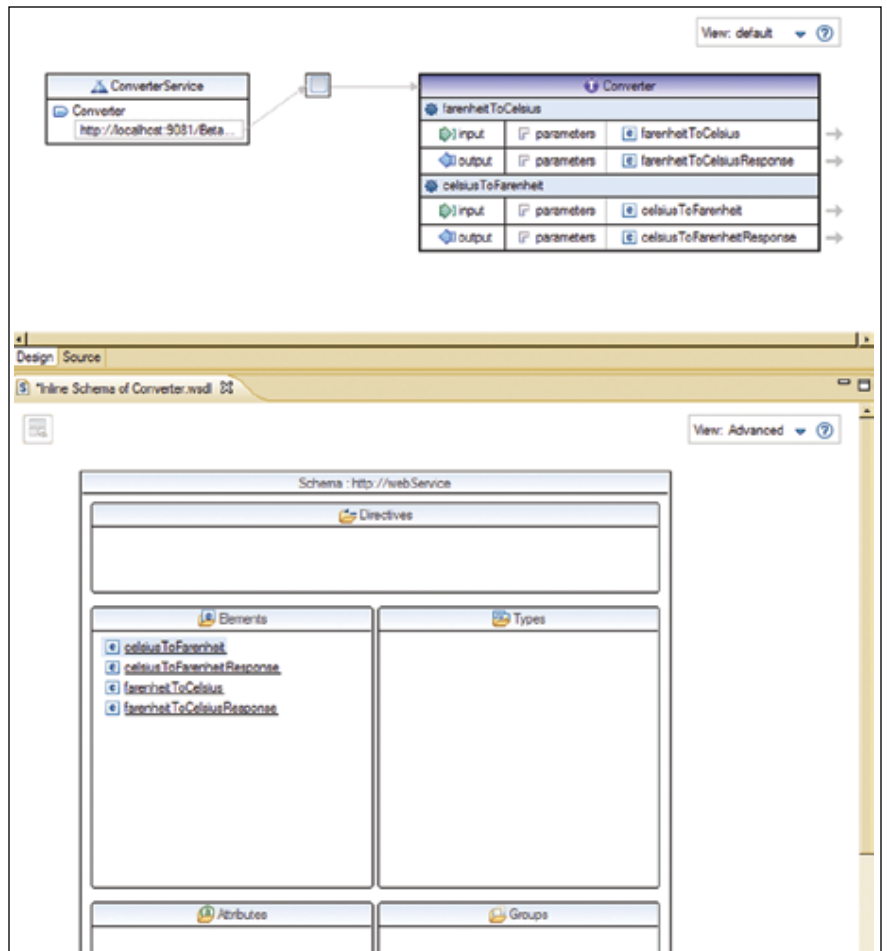 View: default
ConverterService
Converter
http://localhost:9081/Beta...
Converter
farenheitToCelsius
input parameters farenheitToCelsius
output parameters farenheitToCelsiusResponse
celsiusToFarenheit
input parameters celsiusToFarenheit
output parameters celsiusToFarenheitResponse
Design Source
*Inline Schema of Converter.wsdl
View: Advanced
Schema : http://webService
Directives
Elements
Types
celsiusToFarenheit
celsiusToFarenheitResponse
farenheitToCelsius
farenheitToCelsiusResponse
Attributes
Groups